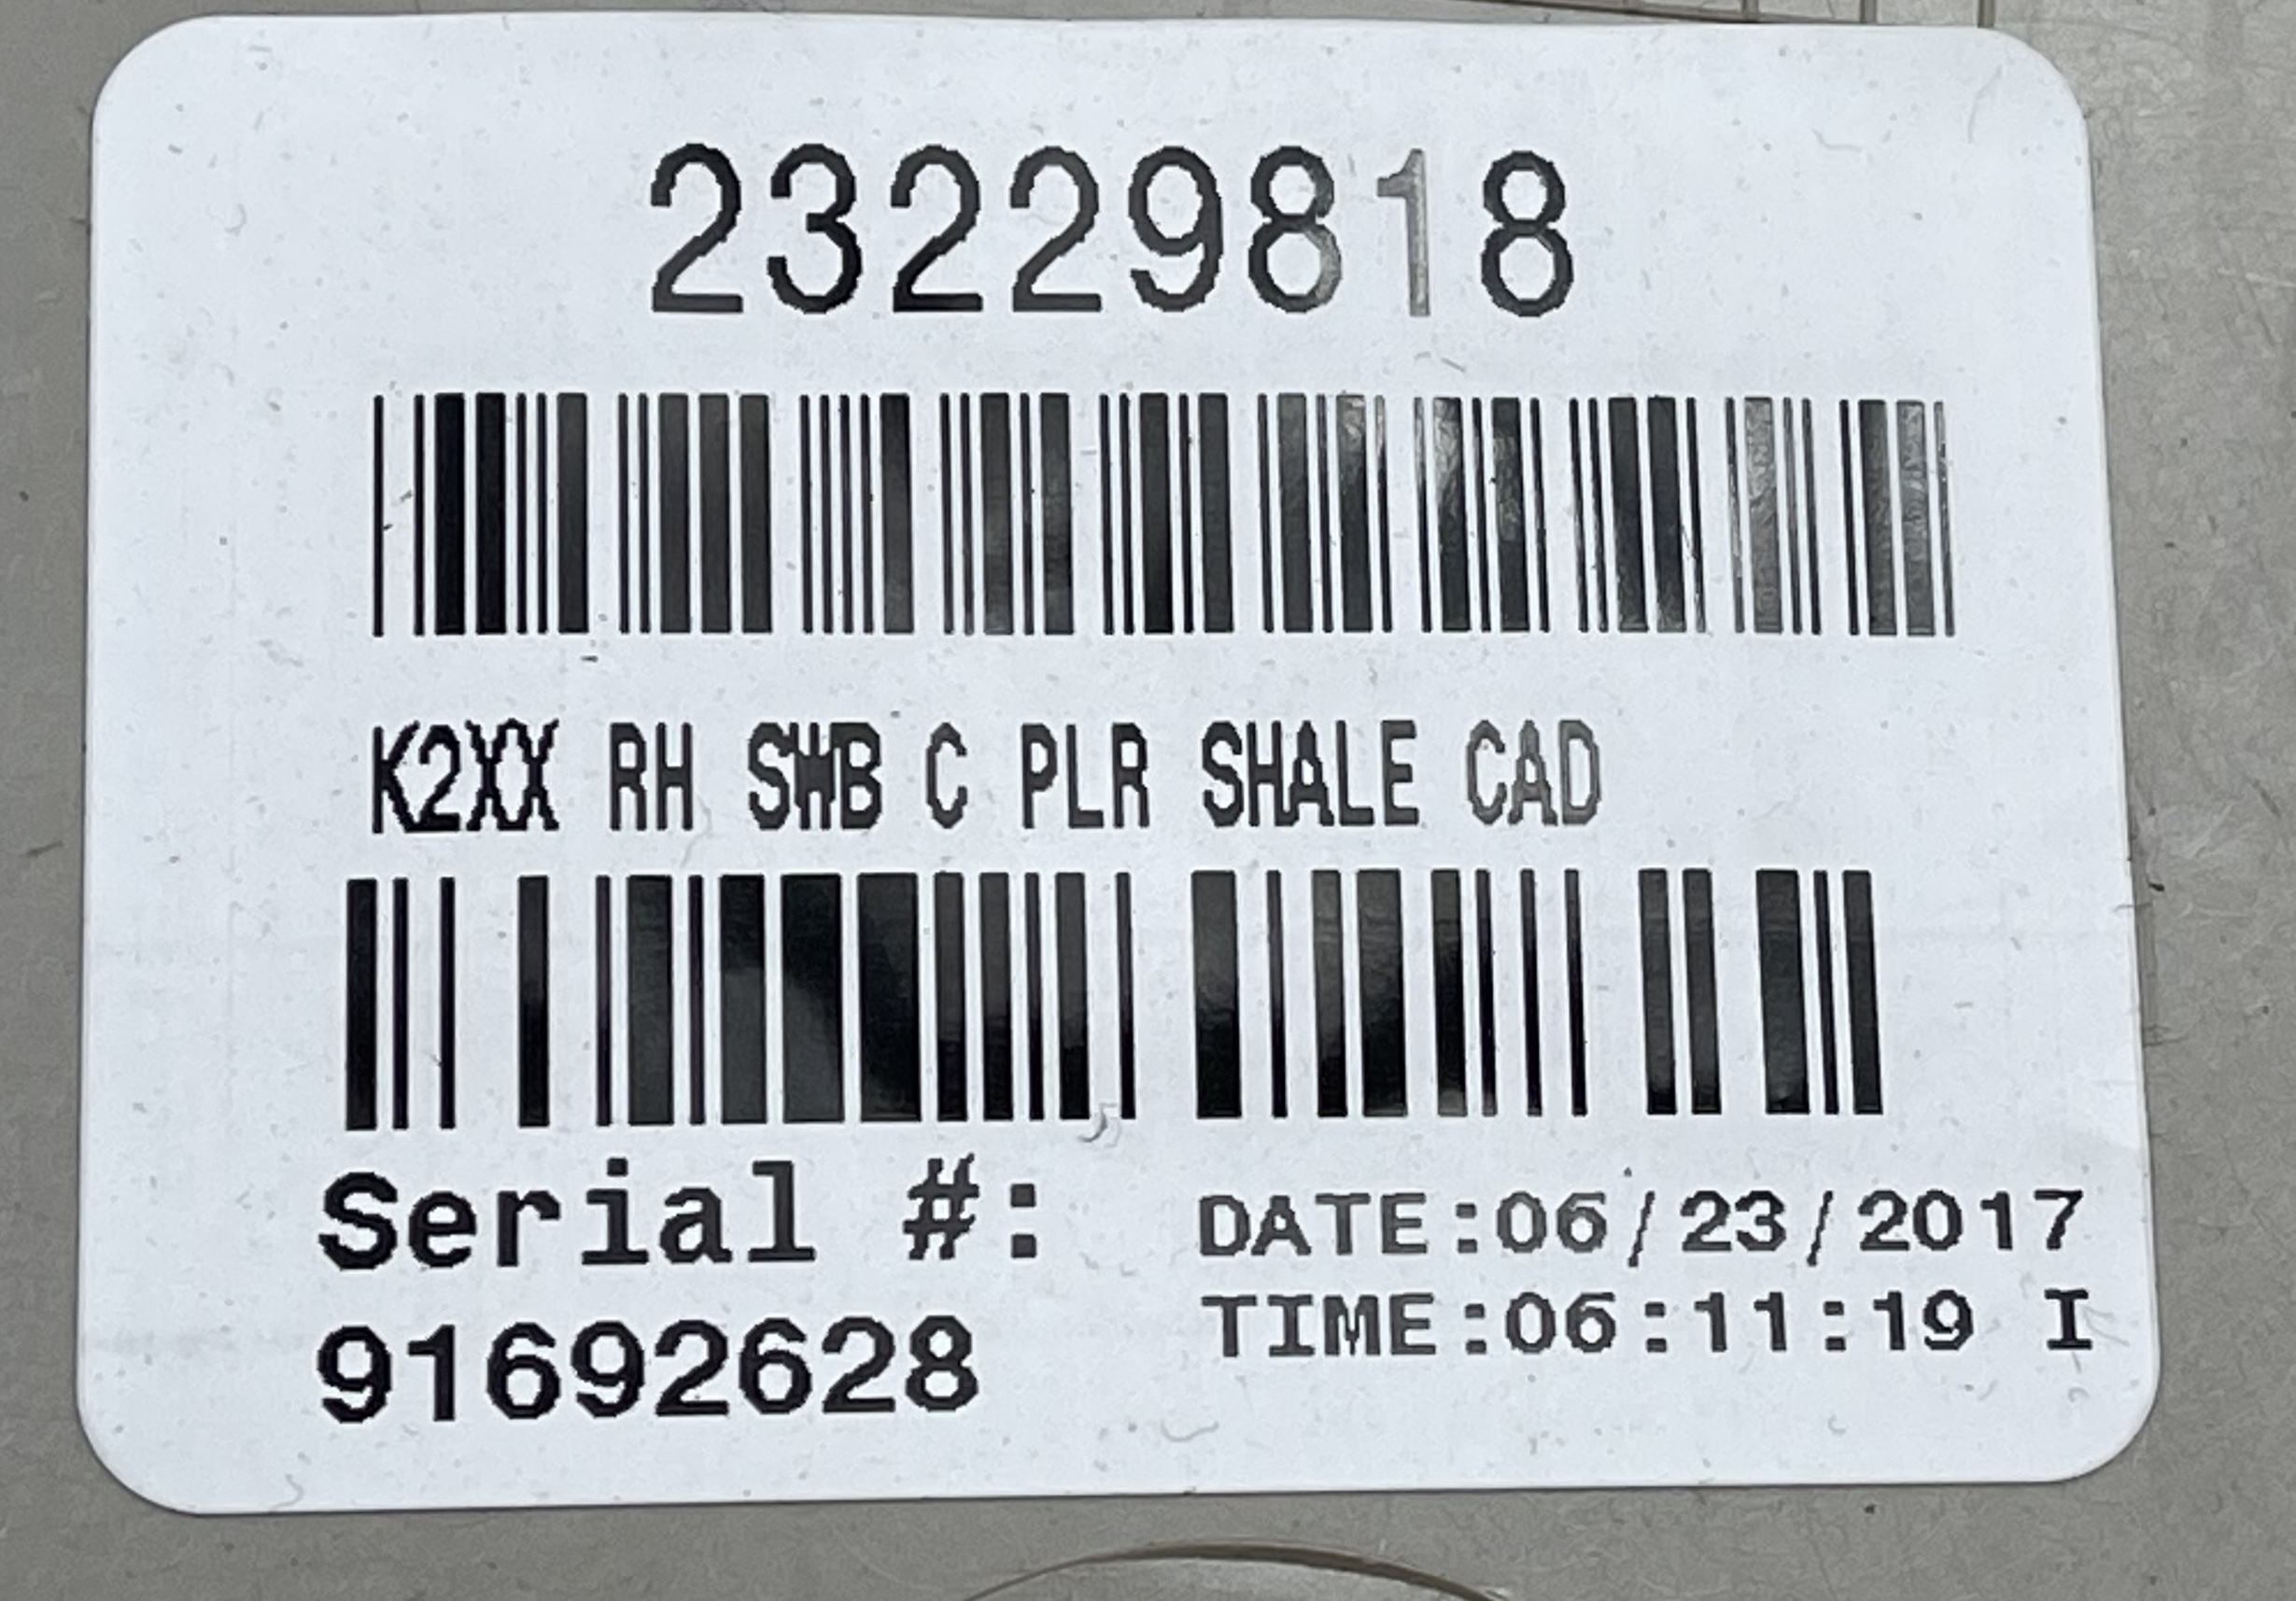 23229818
K2XX RH SWB C PLR SHALE CAD
Serial #:
91692628
DATE:06/23/2017
TIME:06:11:19 I